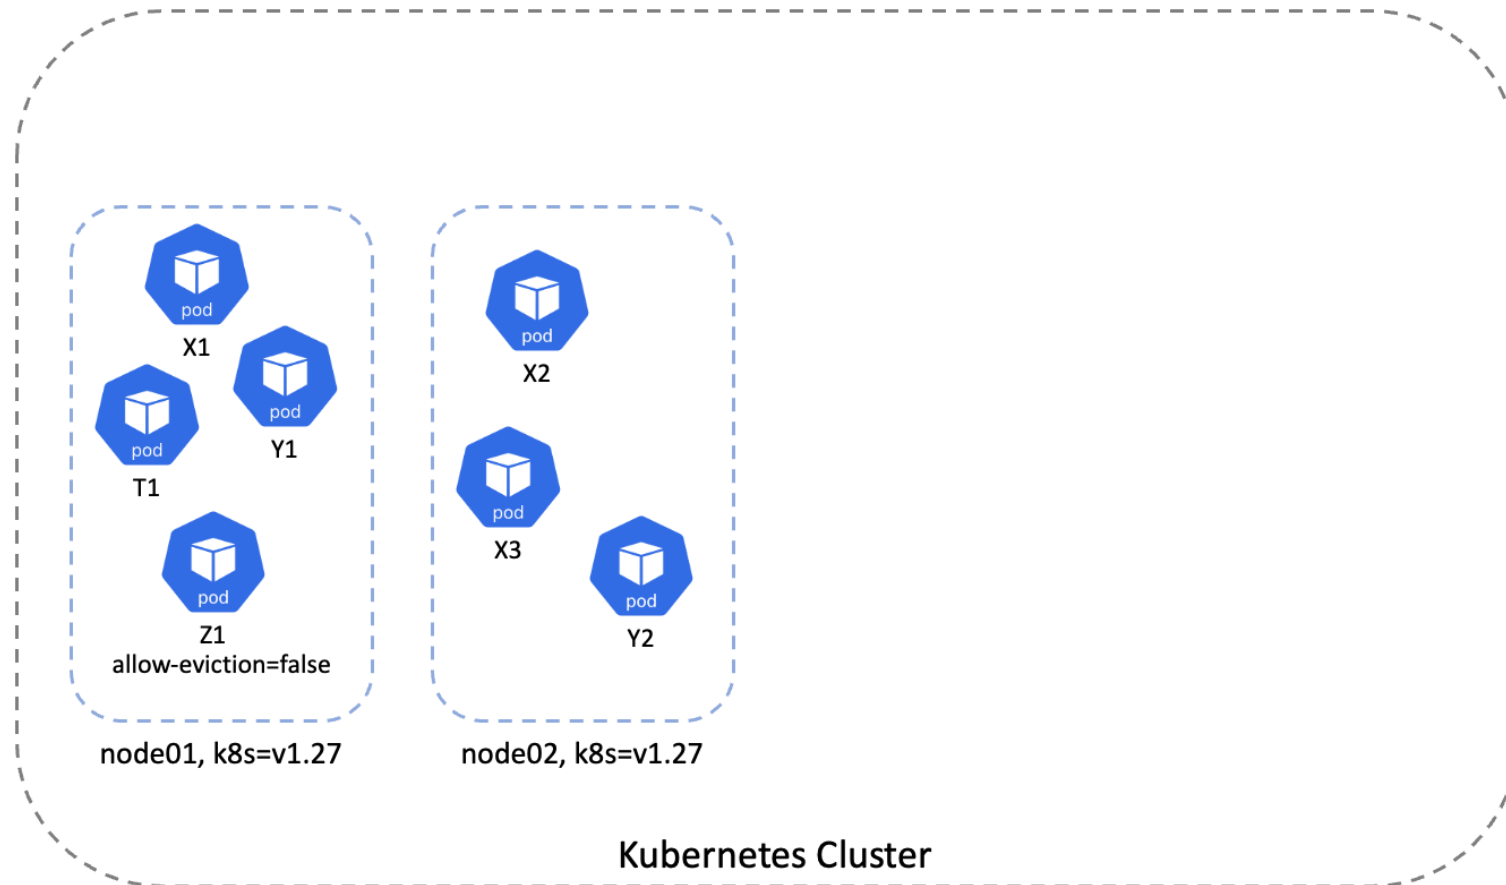 pod
X1
pod
Y1
pod
T1
pod
Z1
allow-eviction=false
node01, k8s=v1.27
pod
X2
pod
X3
pod
Y2
node02, k8s=v1.27
Kubernetes Cluster